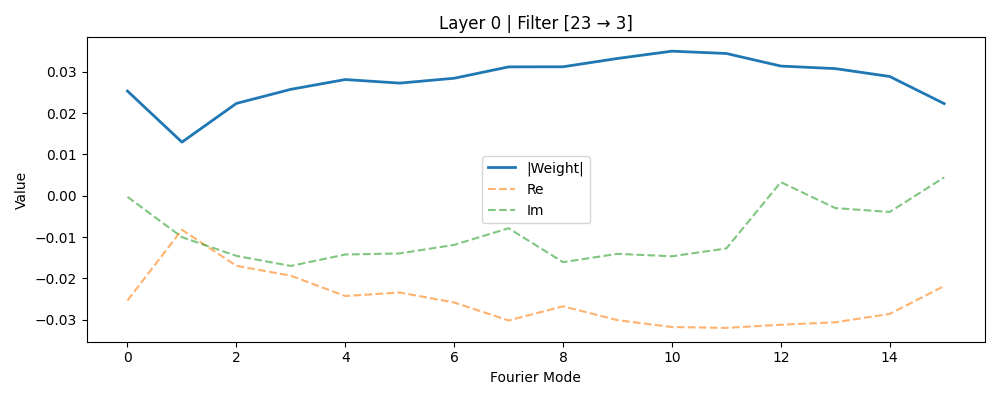 Layer 0 | Filter [23 → 3]
Value
0.03
0.02
0.01
0.00
−0.01
−0.02
−0.03
|Weight|
Re
Im
0 2 4 6 8 10 12 14
Fourier Mode